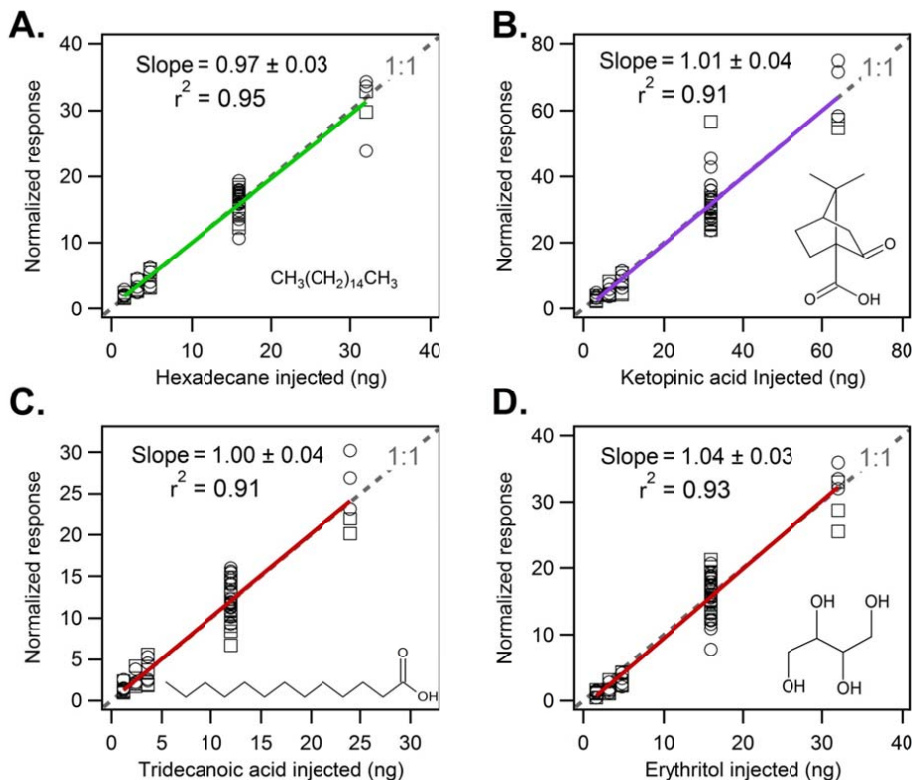 A.
40
30
20
10
0
Normalized response
Slope = 0.97 ± 0.03
r² = 0.95
1:1
CH₃(CH₂)₁₄CH₃
0 10 20 30 40
Hexadecane injected (ng)
B.
80
60
40
20
0
Normalized response
Slope = 1.01 ± 0.04
r² = 0.91
1:1
O
O
OH
0 20 40 60 80
Ketopinic acid Injected (ng)
C.
30
25
20
15
10
5
0
Normalized response
Slope = 1.00 ± 0.04
r² = 0.91
1:1
O
OH
0 5 10 15 20 25 30
Tridecanoic acid injected (ng)
D.
40
30
20
10
0
Normalized response
Slope = 1.04 ± 0.03
r² = 0.93
1:1
OH OH
OH OH
0 10 20 30 40
Erythritol injected (ng)